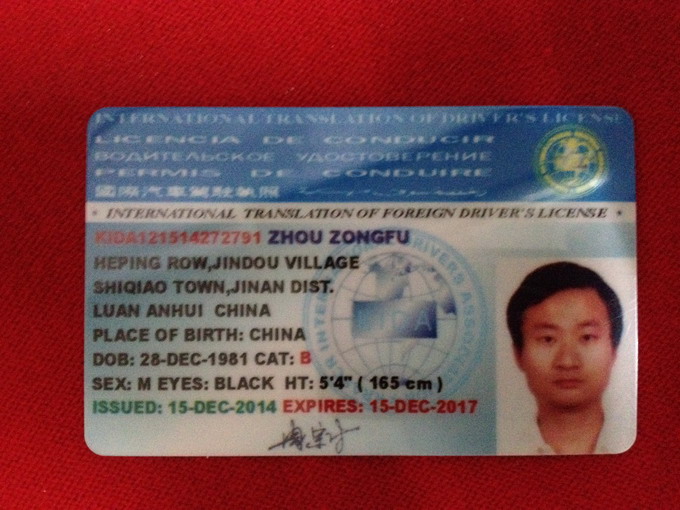 INTERNATIONAL TRANSLATION OF DRIVER'S LICENSE
LICENCIA DE CONDUCIR
ВОДИТЕЛЬСКОЕ УДОСТОВЕРЕНИЕ
PERMIS DE CONDUIRE
國際汽車駕駛執照
* INTERNATIONAL TRANSLATION OF FOREIGN DRIVER'S LICENSE *
KIDA121514272791 ZHOU ZONGFU
HEPING ROW,JINDOU VILLAGE
SHIQIAO TOWN,JINAN DIST.
LUAN ANHUI CHINA
PLACE OF BIRTH: CHINA
DOB: 28-DEC-1981 CAT: B
SEX: M EYES: BLACK HT: 5'4" ( 165 cm )
ISSUED: 15-DEC-2014 EXPIRES: 15-DEC-2017